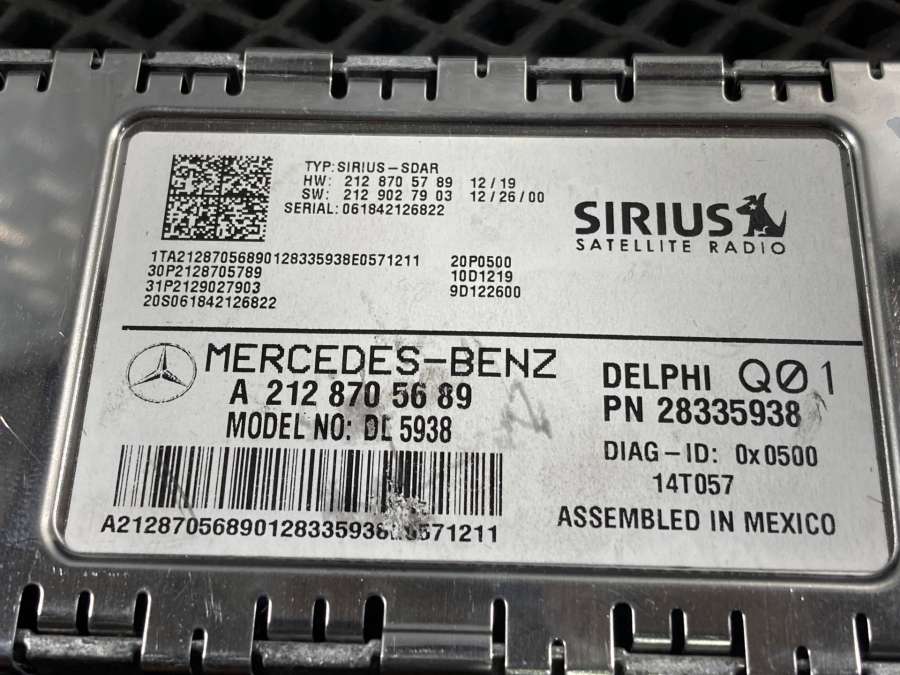 TYP: SIRIUS-SDAR
HW: 212 870 57 89 12/19
SW: 212 902 79 03 12/26/00
SERIAL: 061842126822
SIRIUS
SATELLITE RADIO
1TA21287056890128335938E0571211 20P0500
30P2128705789 10D1219
31P2129027903 9D122600
20S061842126822
MERCEDES-BENZ
A 212 870 56 89
MODEL NO: DL 5938
DELPHI Q01
PN 28335938
DIAG-ID: 0x0500
14T057
ASSEMBLED IN MEXICO
A21287056890128335938E0571211